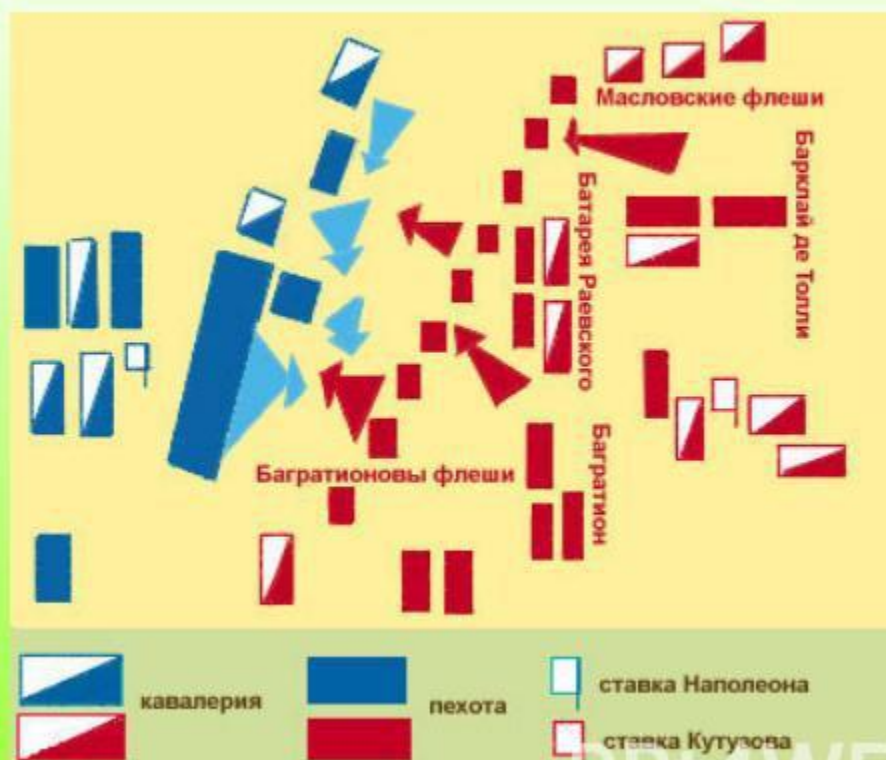 Масловские флеши
Барклай де Толли
Батарея Раевского
Багратионовы флеши
Багратион
кавалерия
пехота
ставка Наполеона
ставка Кутузова